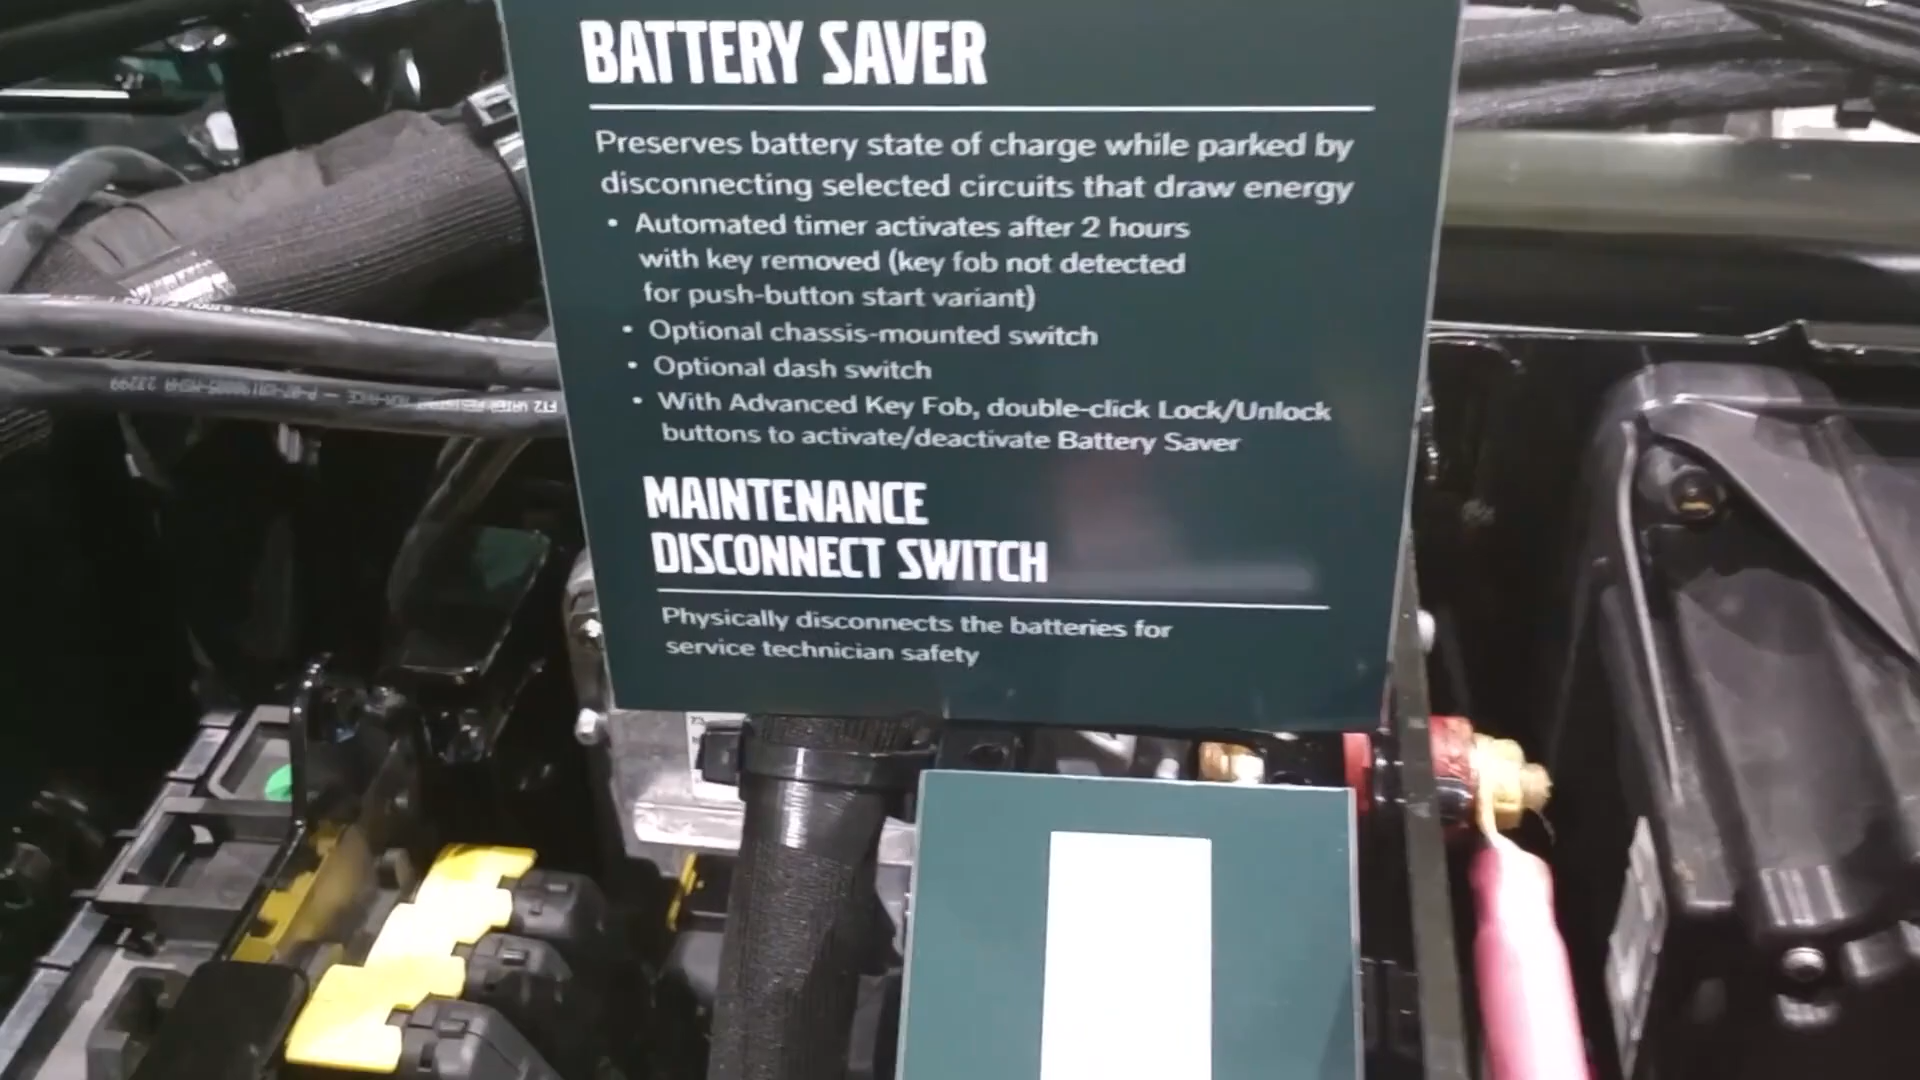 BATTERY SAVER
Preserves battery state of charge while parked by
disconnecting selected circuits that draw energy
• Automated timer activates after 2 hours
with key removed (key fob not detected
for push-button start variant)
• Optional chassis-mounted switch
• Optional dash switch
• With Advanced Key Fob, double-click Lock/Unlock
buttons to activate/deactivate Battery Saver
MAINTENANCE
DISCONNECT SWITCH
Physically disconnects the batteries for
service technician safety